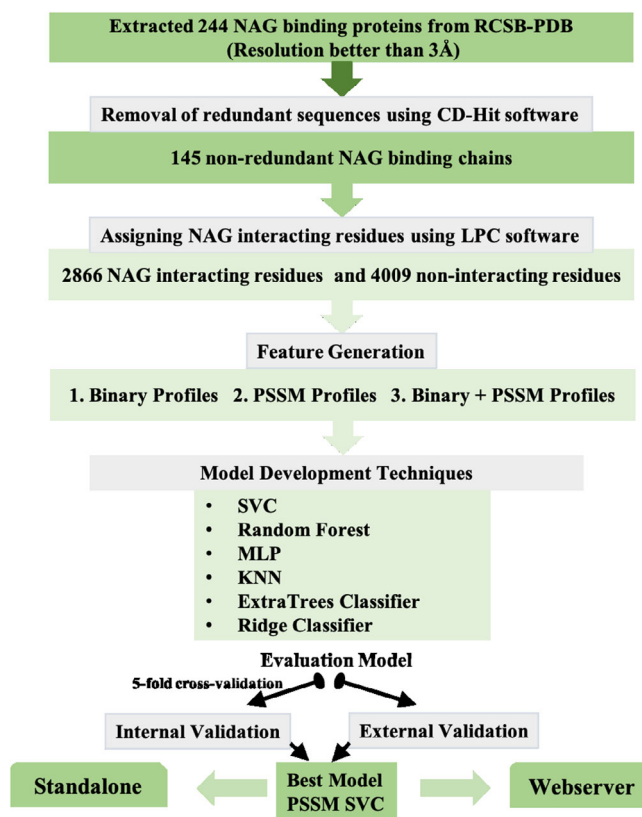 Extracted 244 NAG binding proteins from RCSB-PDB
(Resolution better than 3Å)
Removal of redundant sequences using CD-Hit software
145 non-redundant NAG binding chains
Assigning NAG interacting residues using LPC software
2866 NAG interacting residues and 4009 non-interacting residues
Feature Generation
1. Binary Profiles 2. PSSM Profiles 3. Binary + PSSM Profiles
Model Development Techniques
• SVC
• Random Forest
• MLP
• KNN
• ExtraTrees Classifier
• Ridge Classifier
Evaluation Model
5-fold cross-validation
Internal Validation
External Validation
Standalone
Best Model
PSSM SVC
Webserver